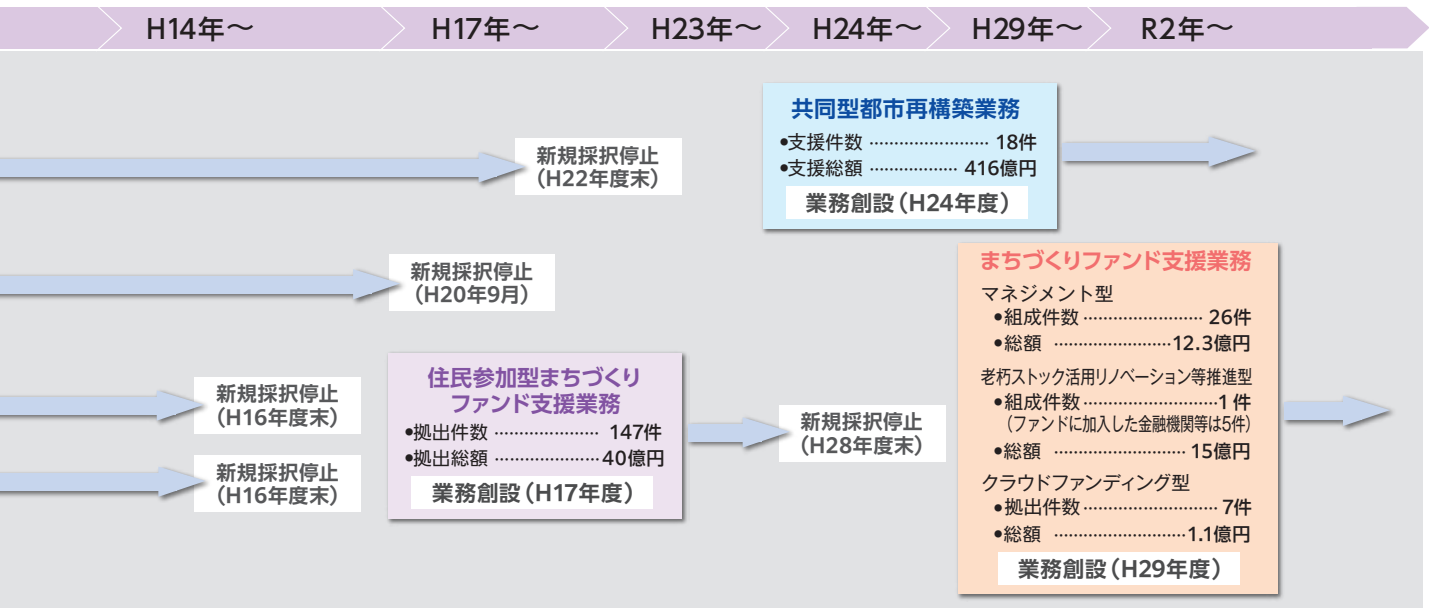 H14年～
H17年～
H23年～
H24年～
H29年～
R2年～
共同型都市再構築業務
•支援件数 …………………… 18件
•支援総額 ……………… 416億円
業務創設（H24年度）
新規採択停止
（H22年度末）
新規採択停止
（H20年9月）
新規採択停止
（H16年度末）
新規採択停止
（H16年度末）
住民参加型まちづくり
ファンド支援業務
•拠出件数 ………………… 147件
•拠出総額 …………………40億円
業務創設（H17年度）
新規採択停止
（H28年度末）
まちづくりファンド支援業務
マネジメント型
•組成件数 …………………… 26件
•総額 ……………………12.3億円
老朽ストック活用リノベーション等推進型
•組成件数………………………1件
（ファンドに加入した金融機関等は5件）
•総額 ……………………… 15億円
クラウドファンディング型
•拠出件数……………………… 7件
•総額 ………………………1.1億円
業務創設（H29年度）